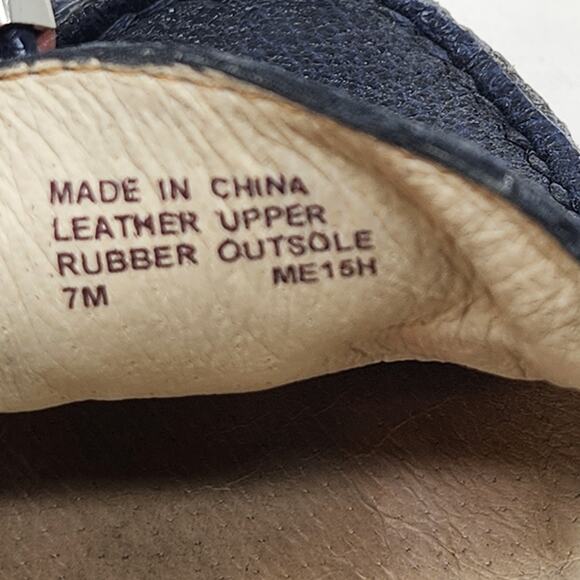 MADE IN CHINA
LEATHER UPPER
RUBBER OUTSOLE
7M ME15H